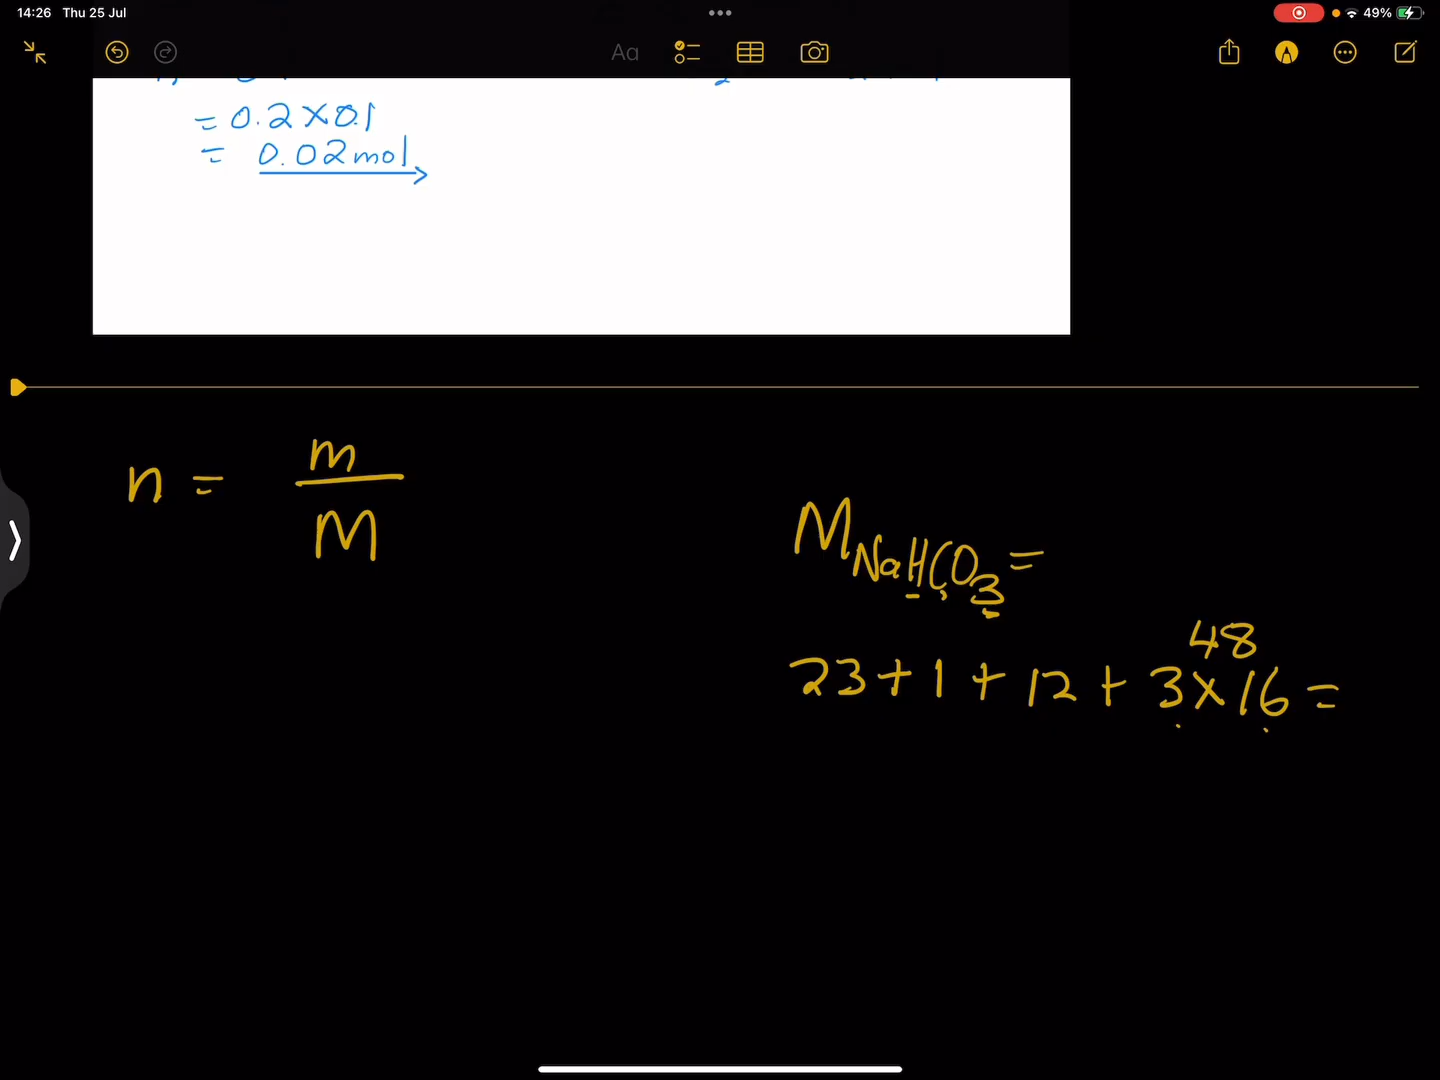 14:26 Thu 25 Jul
49%
Aa
= 0.2 × 0.1
= 0.02 mol
n = m / M
M NaHCO3 =
48
23 + 1 + 12 + 3 × 16 =